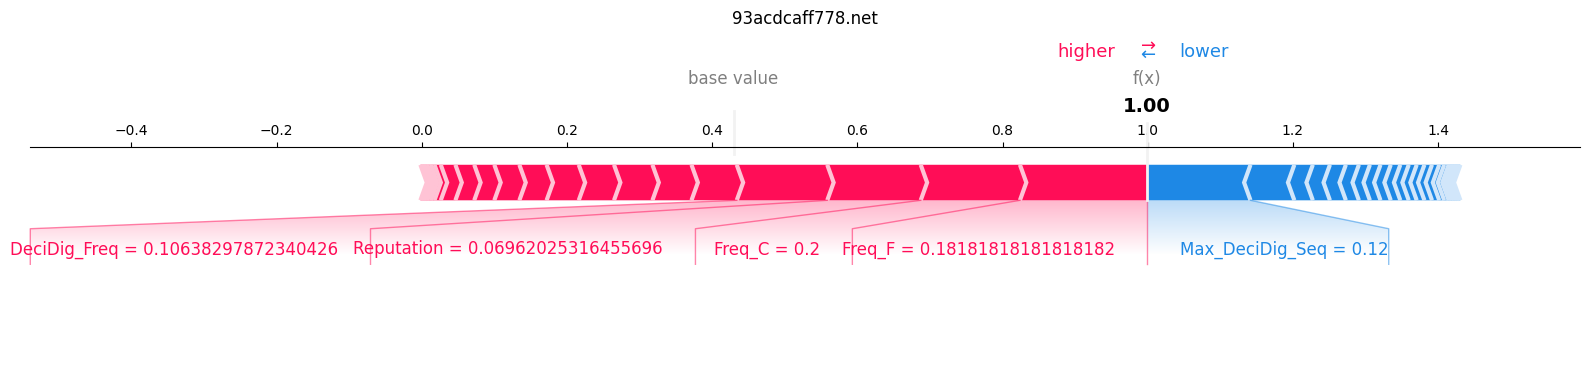 93acdcaff778.net
higher → ← lower
base value f(x)
1.00
−0.4 −0.2 0.0 0.2 0.4 0.6 0.8 1.0 1.2 1.4
DeciDig_Freq = 0.10638297872340426 Reputation = 0.06962025316455696 Freq_C = 0.2 Freq_F = 0.18181818181818182 Max_DeciDig_Seq = 0.12